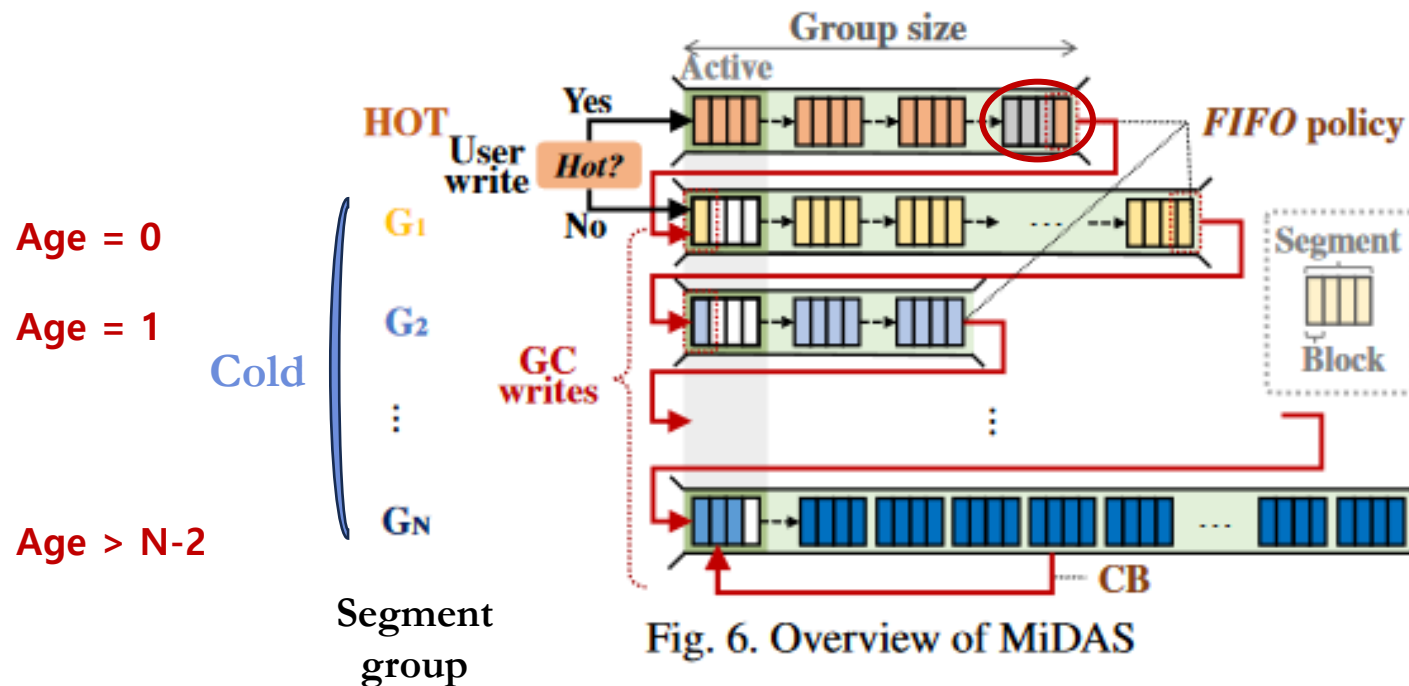 Group size
Active
Yes
HOT
FIFO policy
User
write
Hot?
No
Age = 0
G1
Segment
Age = 1
G2
Block
Cold
GC
writes
⋮
⋮
...
Age > N-2
GN
...
CB
Segment
group
Fig. 6. Overview of MiDAS